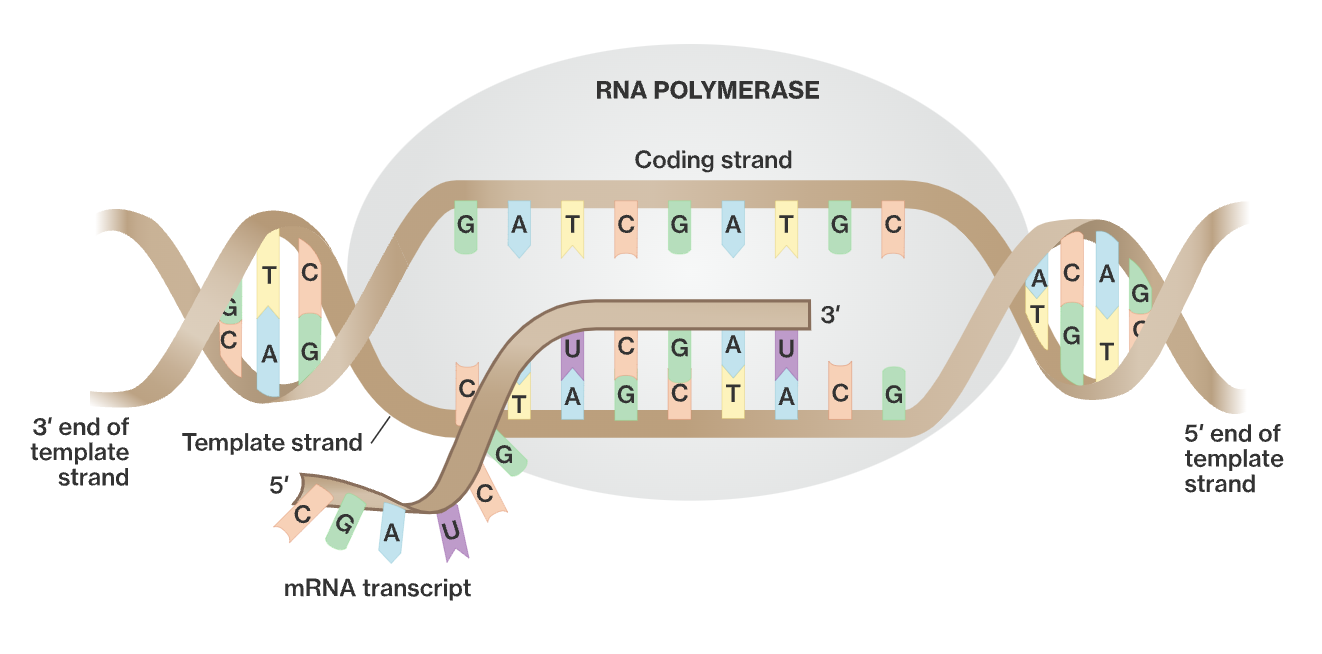 RNA POLYMERASE
Coding strand
G A T C G A T G C
T C
G
C A G
A C A G
T G T C
3′
U C G A U
C T A G C T A C G
3′ end of
template
strand
Template strand
5′ end of
template
strand
5′
G
C
C G A U
mRNA transcript